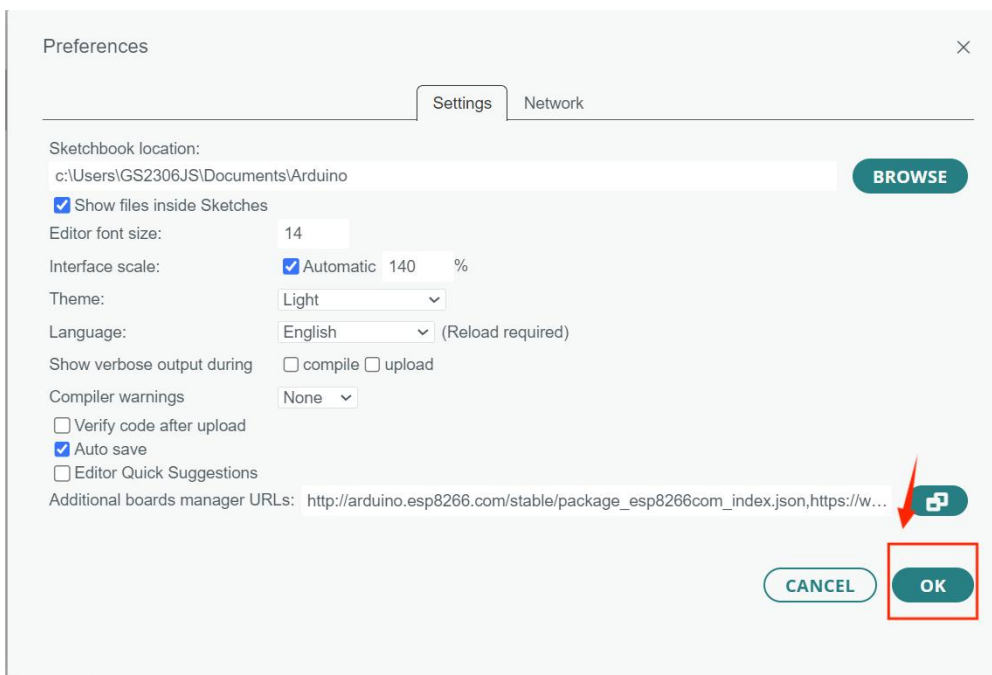 Preferences
Settings Network
Sketchbook location:
c:\Users\GS2306JS\Documents\Arduino BROWSE
Show files inside Sketches
Editor font size: 14
Interface scale: Automatic 140 %
Theme: Light
Language: English (Reload required)
Show verbose output during compile upload
Compiler warnings None
Verify code after upload
Auto save
Editor Quick Suggestions
Additional boards manager URLs: http://arduino.esp8266.com/stable/package_esp8266com_index.json,https://w...
CANCEL OK